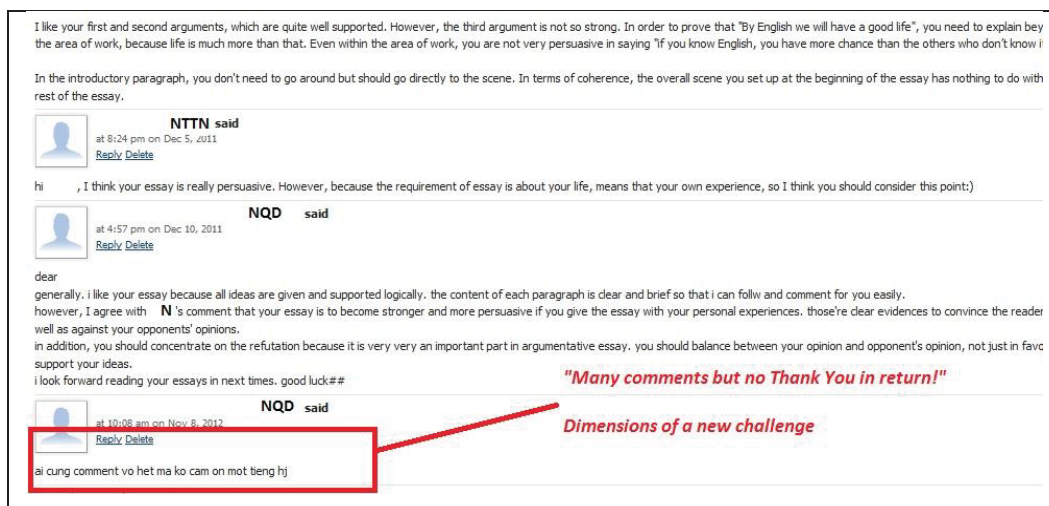 I like your first and second arguments, which are quite well supported. However, the third argument is not so strong. In order to prove that "By English we will have a good life", you need to explain bey
the area of work, because life is much more than that. Even within the area of work, you are not very persuasive in saying "if you know English, you have more chance than the others who don't know i
In the introductory paragraph, you don't need to go around but should go directly to the scene. In terms of coherence, the overall scene you set up at the beginning of the essay has nothing to do with
rest of the essay.
NTTN said
at 8:24 pm on Dec 5, 2011
Reply Delete
hi , I think your essay is really persuasive. However, because the requirement of essay is about your life, means that your own experience, so I think you should consider this point:)
NQD said
at 4:57 pm on Dec 10, 2011
Reply Delete
dear
generally. i like your essay because all ideas are given and supported logically. the content of each paragraph is clear and brief so that i can follw and comment for you easily.
however, I agree with N 's comment that your essay is to become stronger and more persuasive if you give the essay with your personal experiences. those're clear evidences to convince the reader
well as against your opponents' opinions.
in addition, you should concentrate on the refutation because it is very very an important part in argumentative essay. you should balance between your opinion and opponent's opinion, not just in favo
support your ideas.
i look forward reading your essays in next times. good luck##
"Many comments but no Thank You in return!"
NQD said
at 10:08 am on Nov 8, 2012
Dimensions of a new challenge
Reply Delete
ai cung comment vo het ma ko cam on mot tieng hj